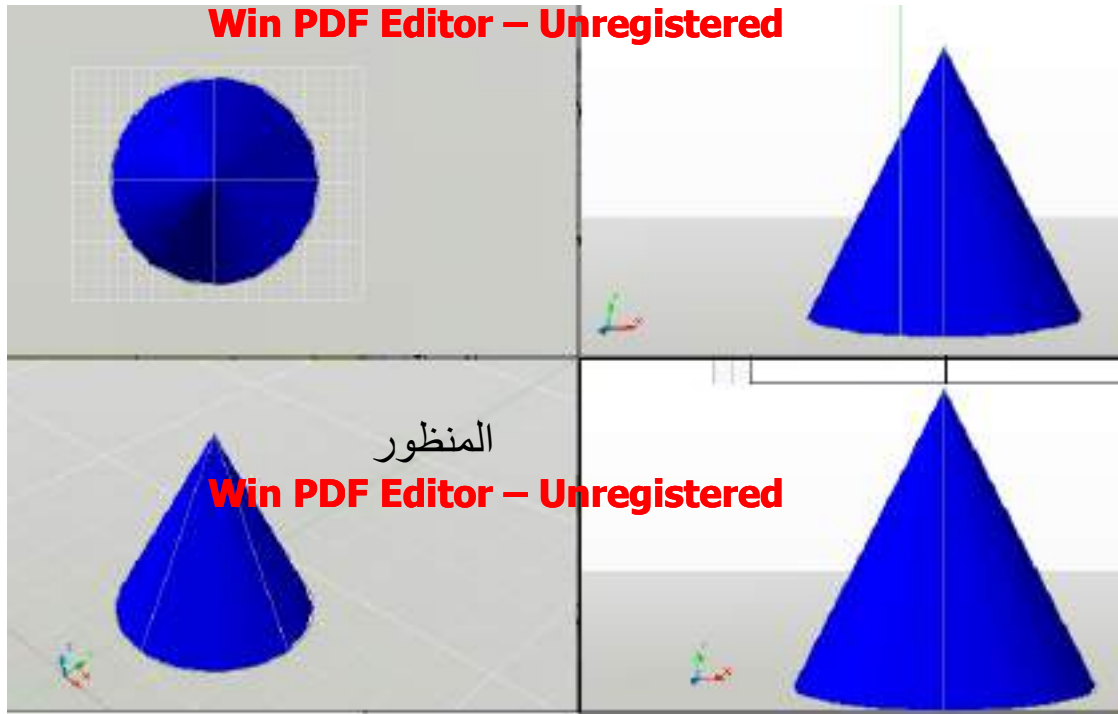 Win PDF Editor – Unregistered
المنظور
Win PDF Editor – Unregistered